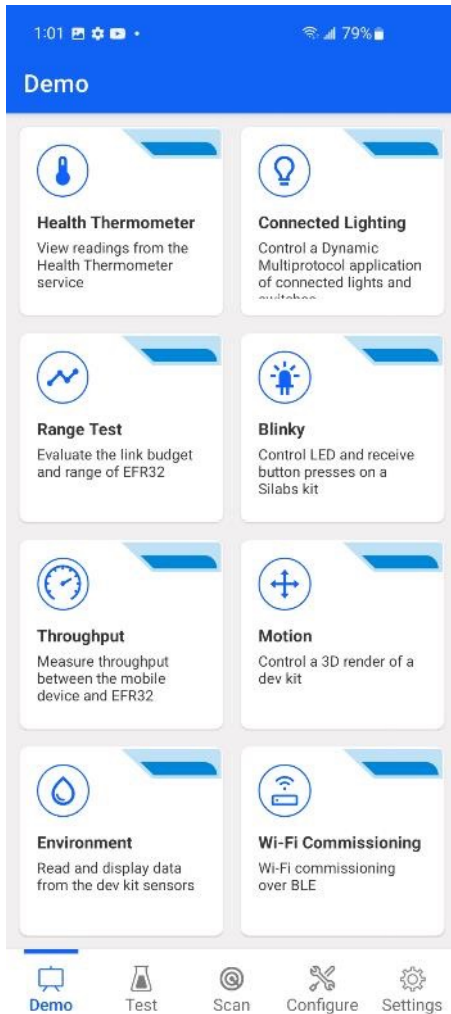 1:01
79%
Demo
Health Thermometer
View readings from the
Health Thermometer
service
Connected Lighting
Control a Dynamic
Multiprotocol application
of connected lights and
Range Test
Evaluate the link budget
and range of EFR32
Blinky
Control LED and receive
button presses on a
Silabs kit
Throughput
Measure throughput
between the mobile
device and EFR32
Motion
Control a 3D render of a
dev kit
Environment
Read and display data
from the dev kit sensors
Wi-Fi Commissioning
Wi-Fi commissioning
over BLE
Demo
Test
Scan
Configure
Settings